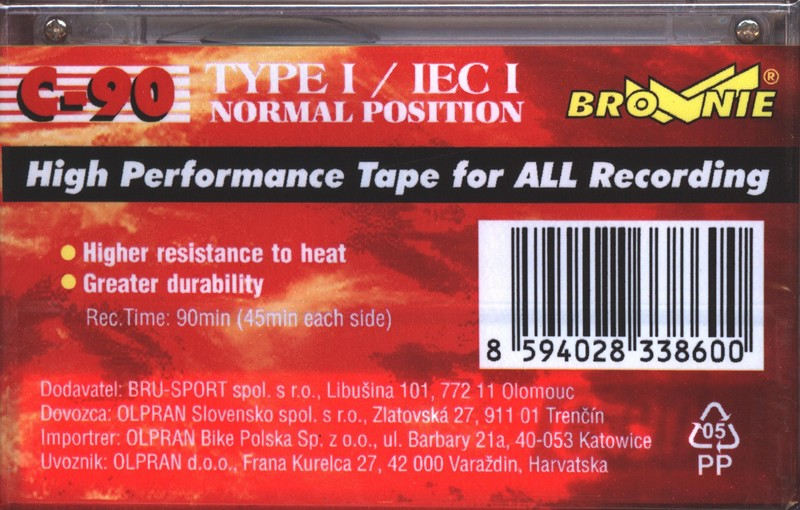 C-90
TYPE I / IEC I
NORMAL POSITION
BROWNIE®
High Performance Tape for ALL Recording
Higher resistance to heat
Greater durability
Rec.Time: 90min (45min each side)
8 594028 338600
Dodavatel: BRU-SPORT spol. s r.o., Libušina 101, 772 11 Olomouc
Dovozca: OLPRAN Slovensko spol. s r.o., Zlatovská 27, 911 01 Trenčín
Importrer: OLPRAN Bike Polska Sp. z o.o., ul. Barbary 21a, 40-053 Katowice
Uvoznik: OLPRAN d.o.o., Frana Kurelca 27, 42 000 Varaždin, Harvatska
05
PP